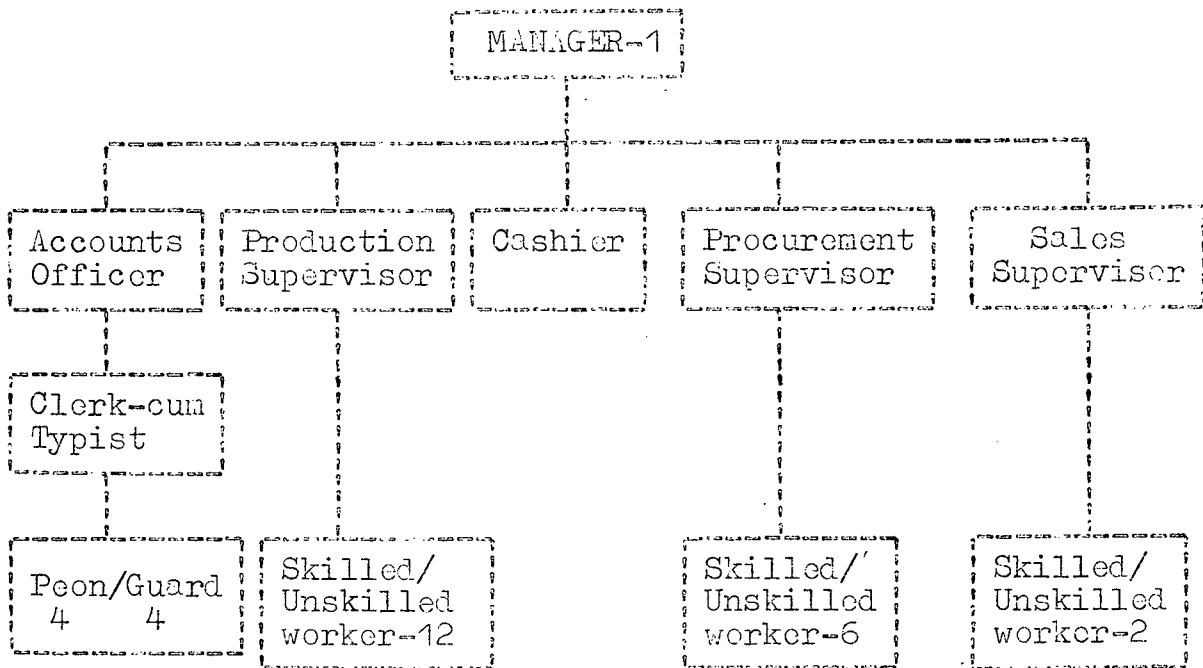 MANAGER-1
Accounts
Officer
Production
Supervisor
Cashier
Procurement
Supervisor
Sales
Supervisor
Clerk-cum
Typist
Peon/Guard
4 4
Skilled/
Unskilled
worker-12
Skilled/
Unskilled
worker-6
Skilled/
Unskilled
worker-2